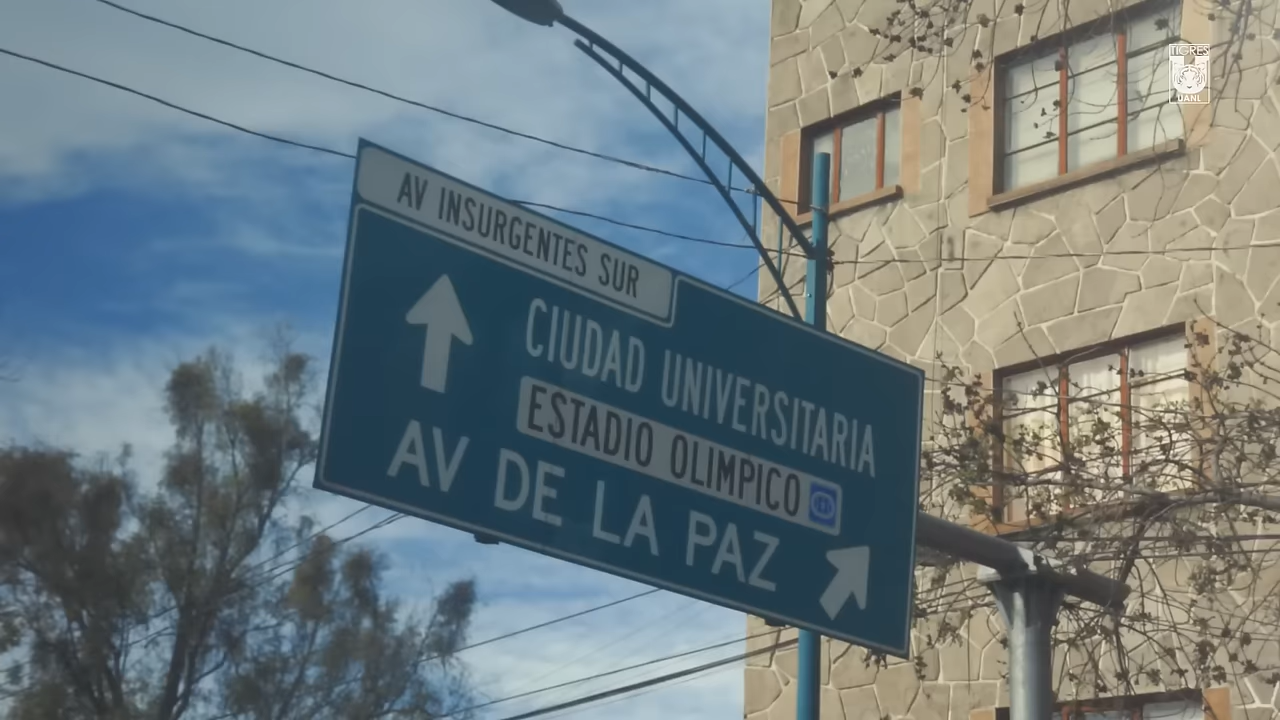 TIGRES
UANL
AV INSURGENTES SUR
CIUDAD UNIVERSITARIA
ESTADIO OLIMPICO
AV DE LA PAZ